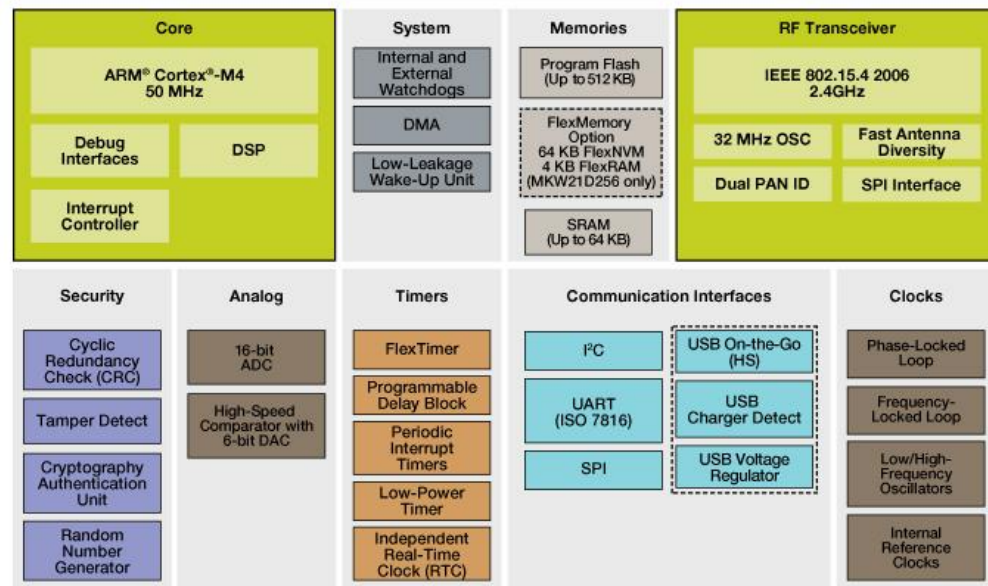 Core
ARM® Cortex®-M4
50 MHz
Debug
Interfaces
DSP
Interrupt
Controller
System
Internal and
External
Watchdogs
DMA
Low-Leakage
Wake-Up Unit
Memories
Program Flash
(Up to 512 KB)
FlexMemory
Option
64 KB FlexNVM
4 KB FlexRAM
(MKW21D256 only)
SRAM
(Up to 64 KB)
RF Transceiver
IEEE 802.15.4 2006
2.4GHz
32 MHz OSC
Fast Antenna
Diversity
Dual PAN ID
SPI Interface
Security
Cyclic
Redundancy
Check (CRC)
Tamper Detect
Cryptography
Authentication
Unit
Random
Number
Generator
Analog
16-bit
ADC
High-Speed
Comparator with
6-bit DAC
Timers
FlexTimer
Programmable
Delay Block
Periodic
Interrupt
Timers
Low-Power
Timer
Independent
Real-Time
Clock (RTC)
Communication Interfaces
I²C
UART
(ISO 7816)
SPI
USB On-the-Go
(HS)
USB
Charger Detect
USB Voltage
Regulator
Clocks
Phase-Locked
Loop
Frequency-
Locked Loop
Low/High-
Frequency
Oscillators
Internal
Reference
Clocks